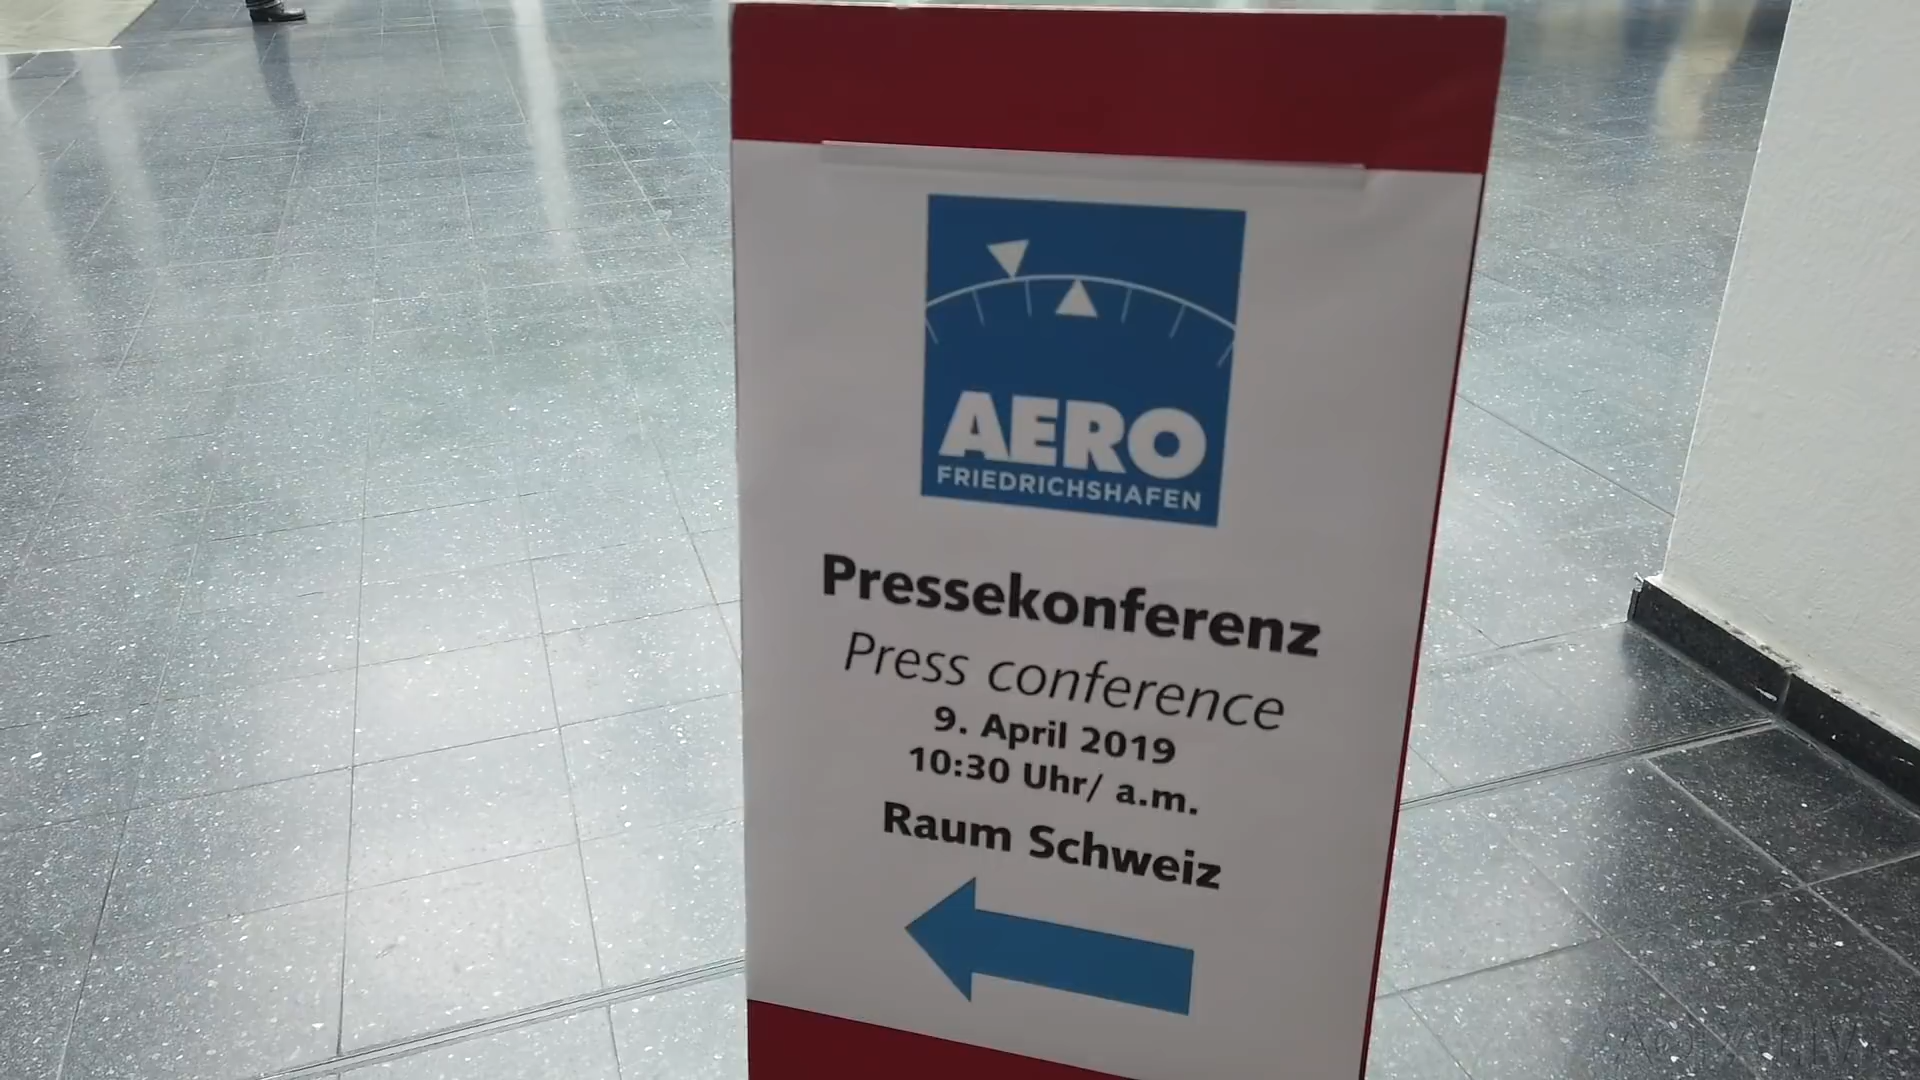 AERO
FRIEDRICHSHAFEN
Pressekonferenz
Press conference
9. April 2019
10:30 Uhr/ a.m.
Raum Schweiz